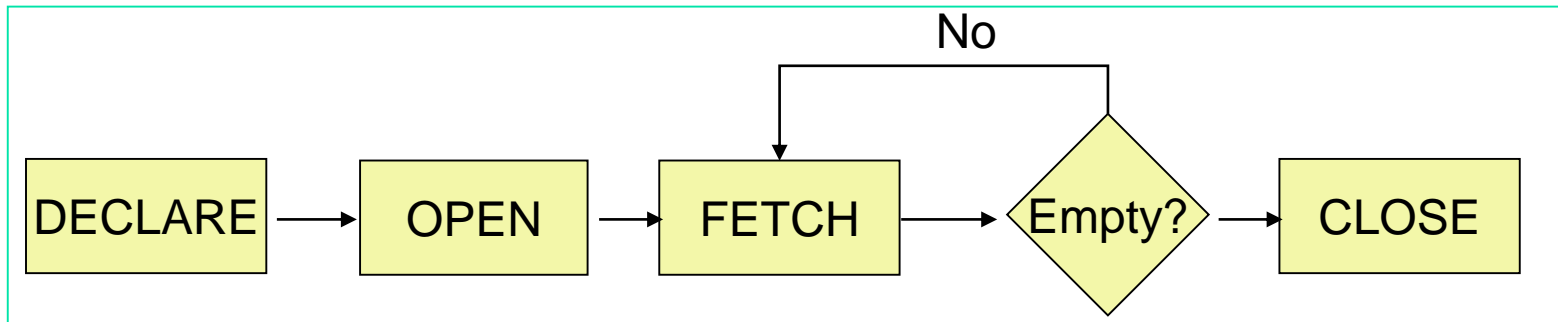 No
DECLARE
OPEN
FETCH
Empty?
CLOSE